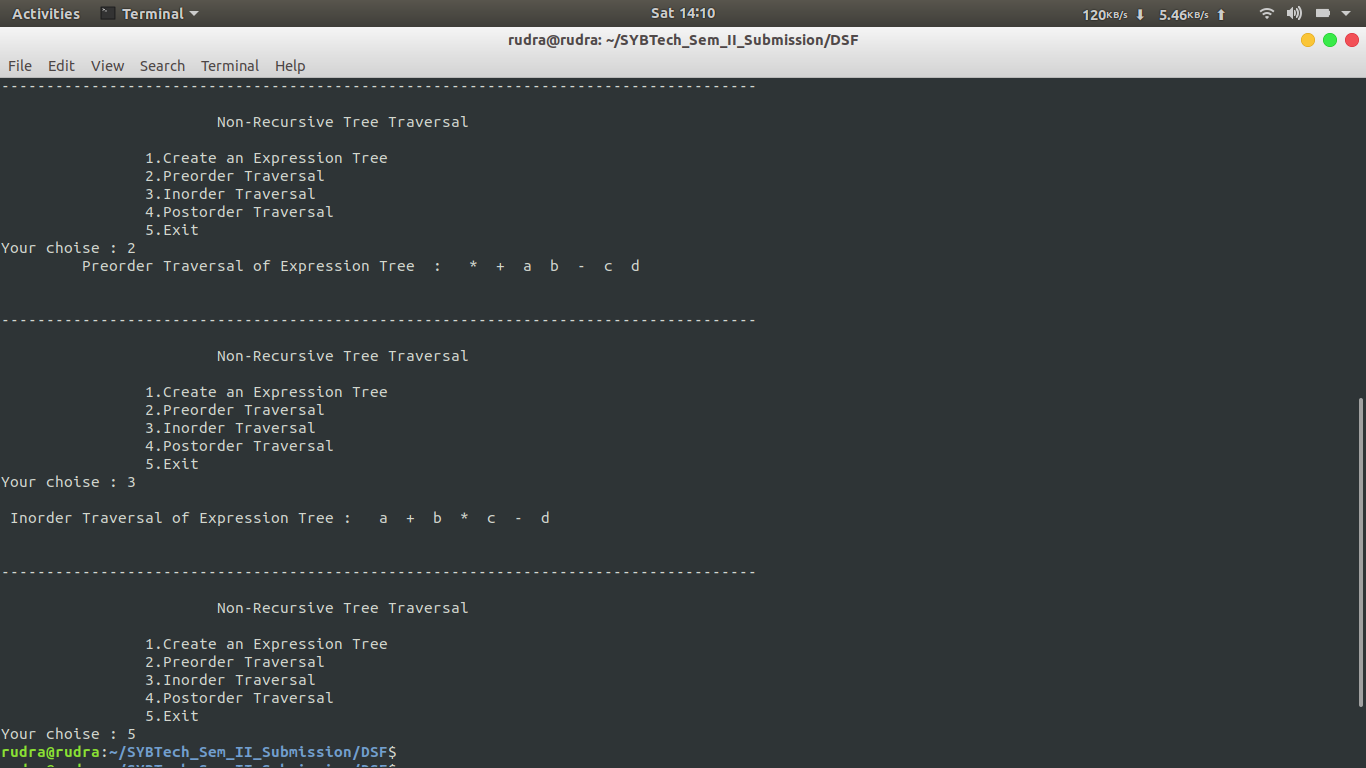 Activities Terminal Sat 14:10 120KB/s 5.46KB/s
rudra@rudra: ~/SYBTech_Sem_II_Submission/DSF
File Edit View Search Terminal Help
------------------------------------------------------------------------------------
Non-Recursive Tree Traversal
1.Create an Expression Tree
2.Preorder Traversal
3.Inorder Traversal
4.Postorder Traversal
5.Exit
Your choise : 2
Preorder Traversal of Expression Tree : * + a b - c d
------------------------------------------------------------------------------------
Non-Recursive Tree Traversal
1.Create an Expression Tree
2.Preorder Traversal
3.Inorder Traversal
4.Postorder Traversal
5.Exit
Your choise : 3
Inorder Traversal of Expression Tree : a + b * c - d
------------------------------------------------------------------------------------
Non-Recursive Tree Traversal
1.Create an Expression Tree
2.Preorder Traversal
3.Inorder Traversal
4.Postorder Traversal
5.Exit
Your choise : 5
rudra@rudra:~/SYBTech_Sem_II_Submission/DSF$